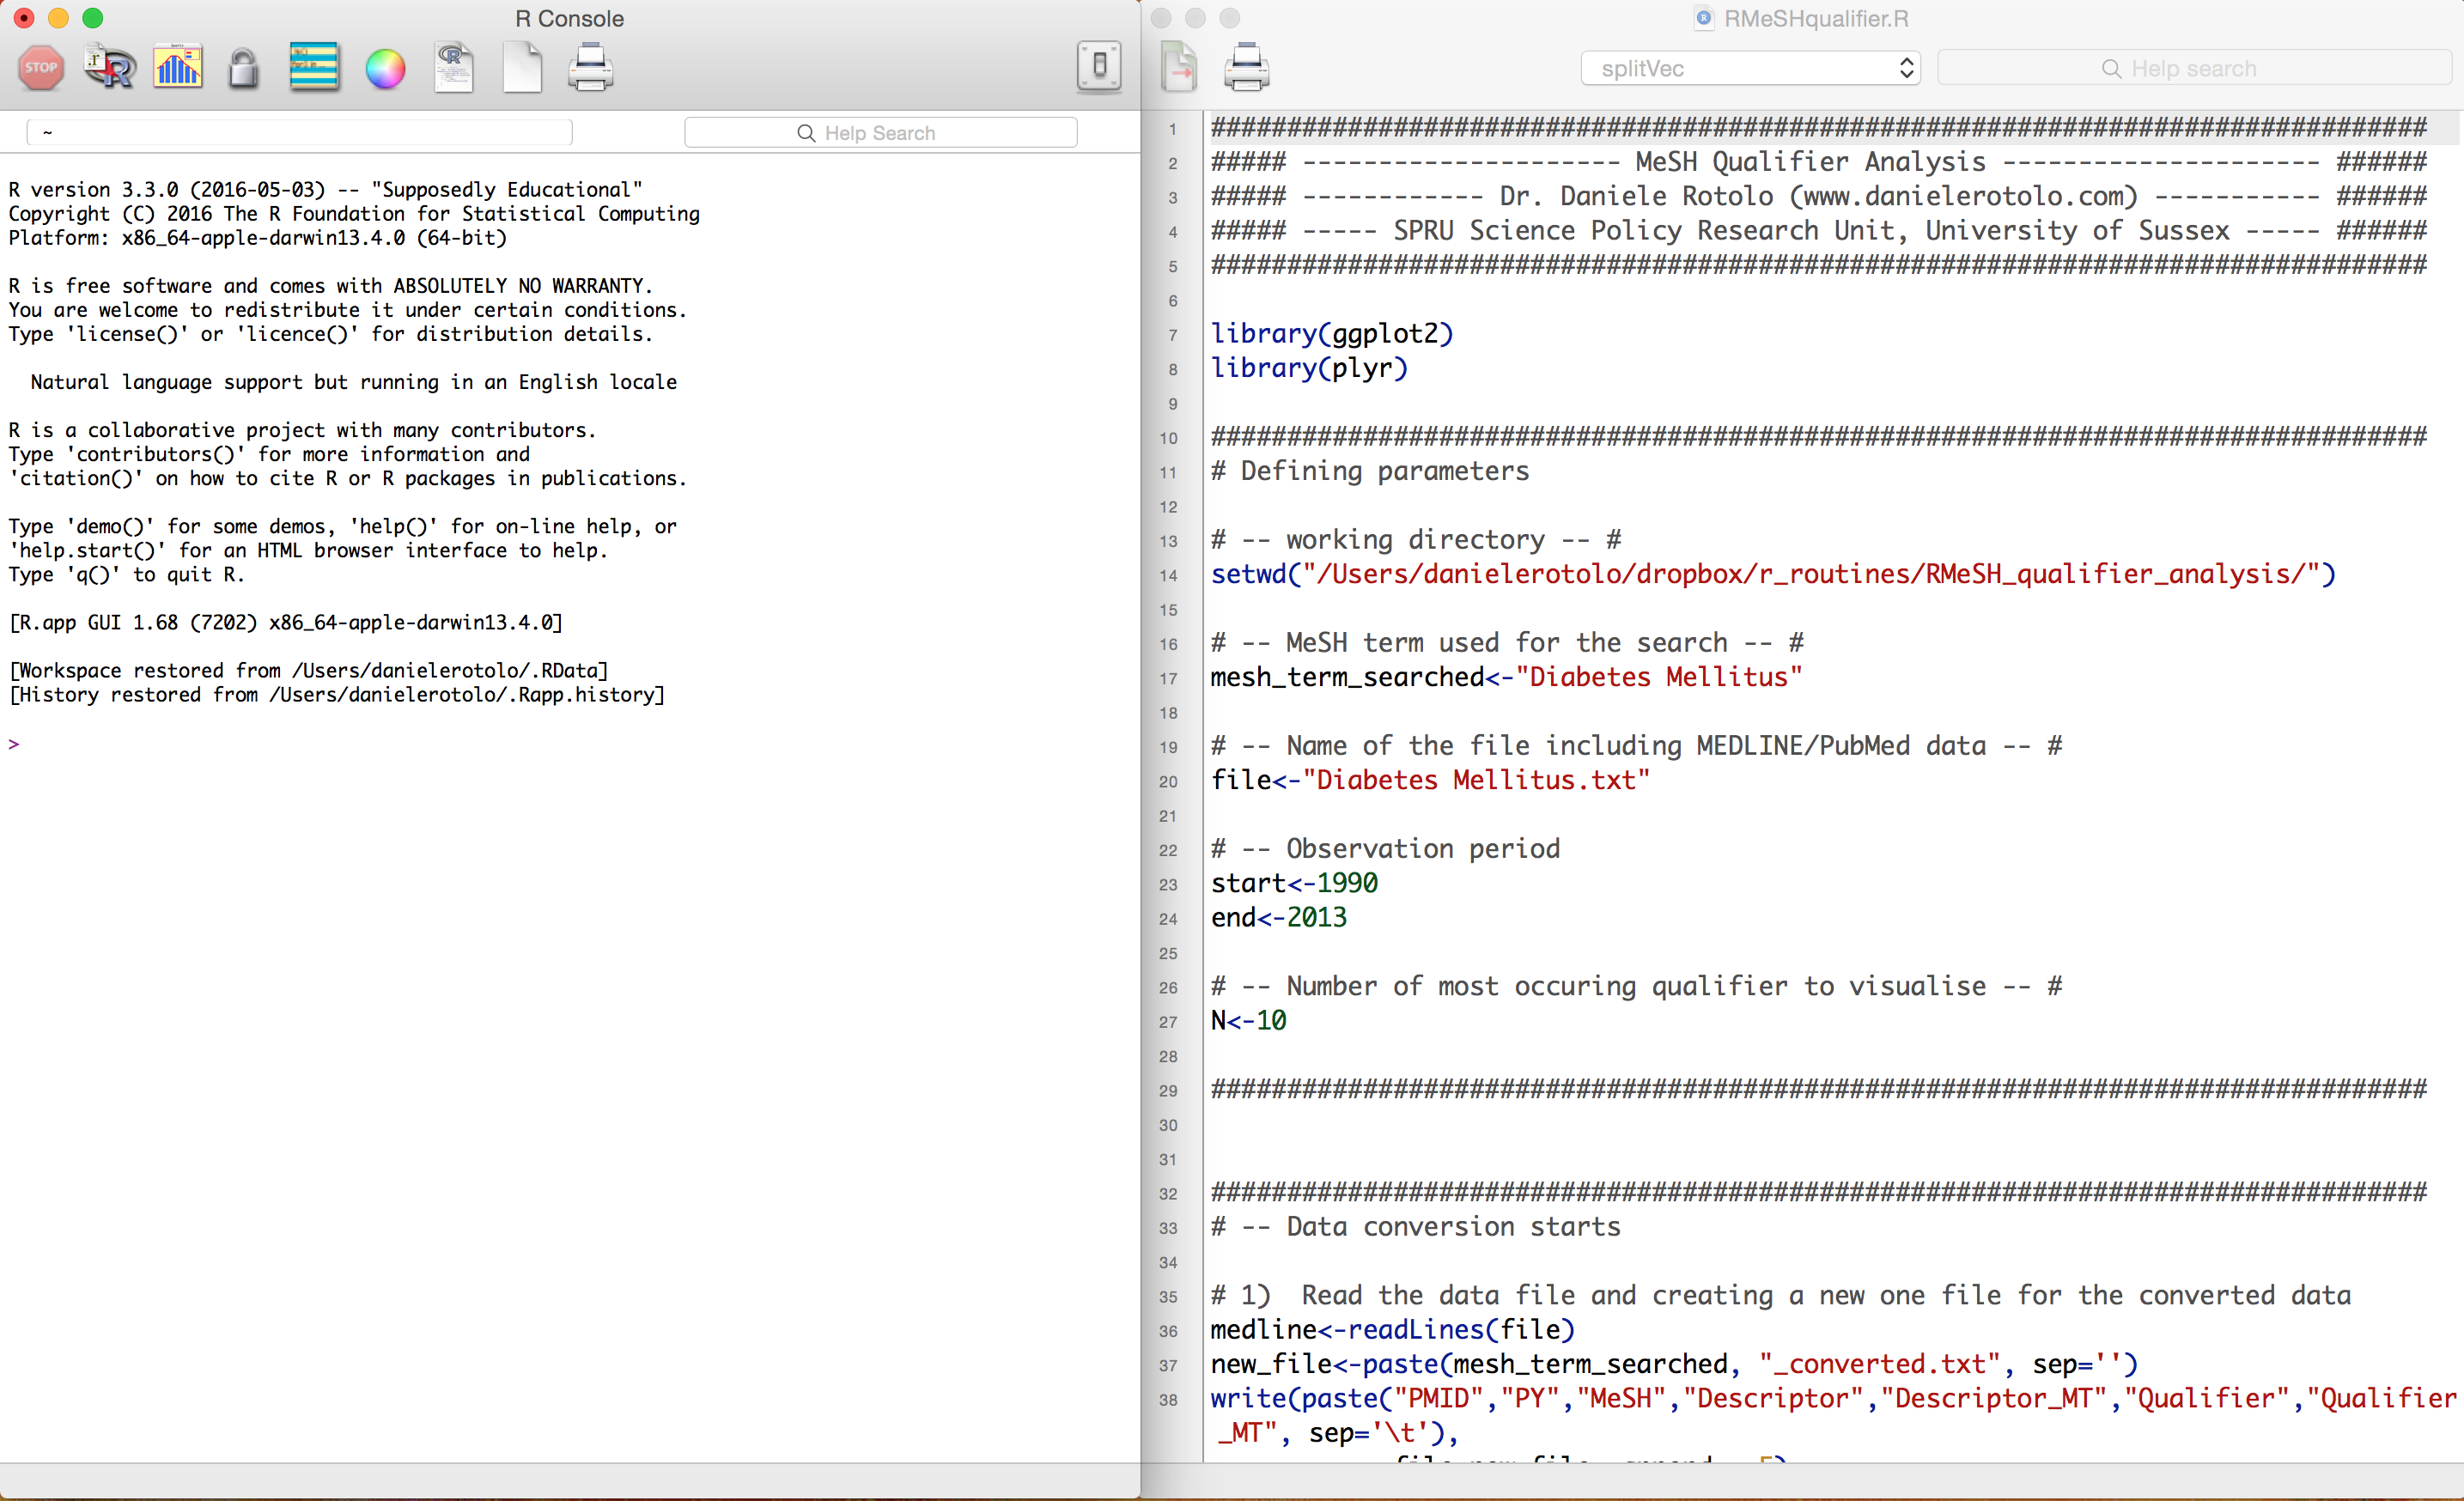 R Console
STOP
~
Help Search
R version 3.3.0 (2016-05-03) -- "Supposedly Educational"
Copyright (C) 2016 The R Foundation for Statistical Computing
Platform: x86_64-apple-darwin13.4.0 (64-bit)
R is free software and comes with ABSOLUTELY NO WARRANTY.
You are welcome to redistribute it under certain conditions.
Type 'license()' or 'licence()' for distribution details.
Natural language support but running in an English locale
R is a collaborative project with many contributors.
Type 'contributors()' for more information and
'citation()' on how to cite R or R packages in publications.
Type 'demo()' for some demos, 'help()' for on-line help, or
'help.start()' for an HTML browser interface to help.
Type 'q()' to quit R.
[R.app GUI 1.68 (7202) x86_64-apple-darwin13.4.0]
[Workspace restored from /Users/danielerotolo/.RData]
[History restored from /Users/danielerotolo/.Rapp.history]
>
RMeSHqualifier.R
splitVec
Help search
1 ################################################################################
2 ##### --------------------- MeSH Qualifier Analysis --------------------- ######
3 ##### ------------ Dr. Daniele Rotolo (www.danielerotolo.com) ----------- ######
4 ##### ----- SPRU Science Policy Research Unit, University of Sussex ----- ######
5 ################################################################################
6
7 library(ggplot2)
8 library(plyr)
9
10 ################################################################################
11 # Defining parameters
12
13 # -- working directory -- #
14 setwd("/Users/danielerotolo/dropbox/r_routines/RMeSH_qualifier_analysis/")
15
16 # -- MeSH term used for the search -- #
17 mesh_term_searched<-"Diabetes Mellitus"
18
19 # -- Name of the file including MEDLINE/PubMed data -- #
20 file<-"Diabetes Mellitus.txt"
21
22 # -- Observation period
23 start<-1990
24 end<-2013
25
26 # -- Number of most occuring qualifier to visualise -- #
27 N<-10
28
29 ################################################################################
30
31
32 ################################################################################
33 # -- Data conversion starts
34
35 # 1)  Read the data file and creating a new one file for the converted data
36 medline<-readLines(file)
37 new_file<-paste(mesh_term_searched, "_converted.txt", sep='')
38 write(paste("PMID","PY","MeSH","Descriptor","Descriptor_MT","Qualifier","Qualifier
_MT", sep='\t'),